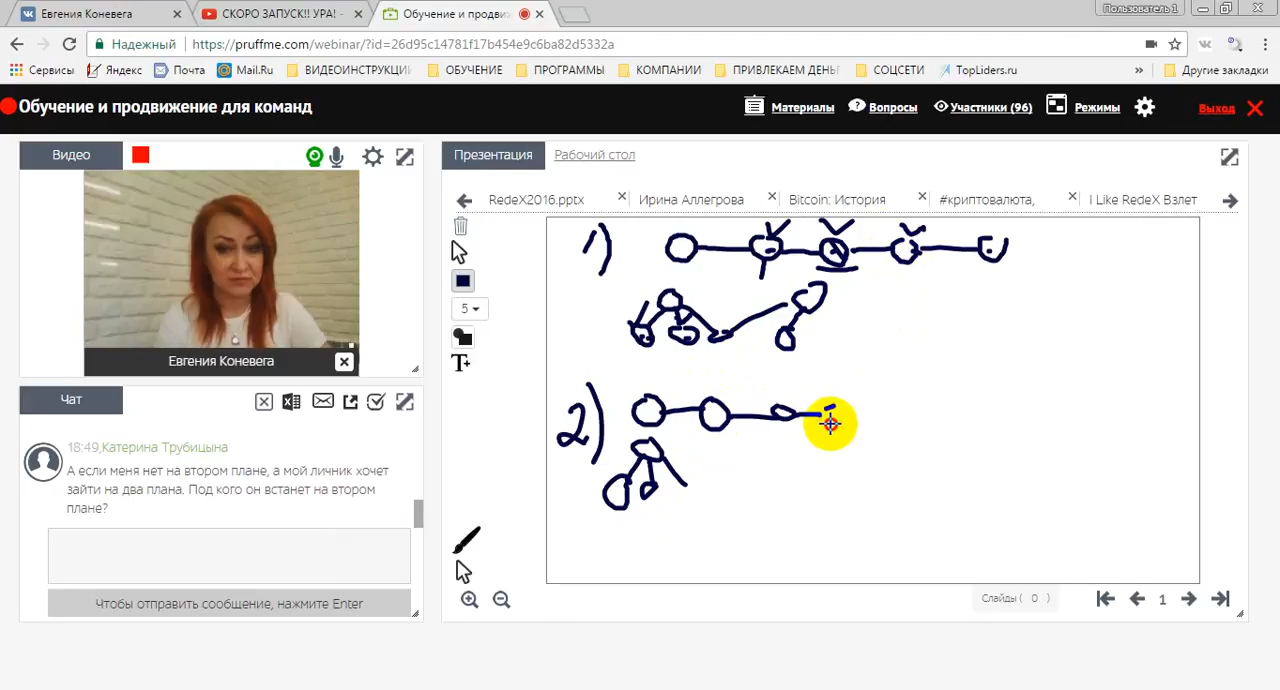 Евгения Коневега
СКОРО ЗАПУСК!! УРА! -
Обучение и продви
Пользователь 1
Надежный
https://pruffme.com/webinar/?id=26d95c14781f17b454e9c6ba82d5332a
Сервисы
Яндекс
Почта
Mail.Ru
ВИДЕОИНСТРУКЦИ
ОБУЧЕНИЕ
ПРОГРАММЫ
КОМПАНИИ
ПРИВЛЕКАЕМ ДЕНЬ
СОЦСЕТИ
TopLiders.ru
»
Другие закладки
Обучение и продвижение для команд
Материалы
Вопросы
Участники (96)
Режимы
Выход
Видео
Презентация
Рабочий стол
RedeX2016.pptx
Ирина Аллегрова
Bitcoin: История
#криптовалюта,
I Like RedeX Взлет
1)
5
T+
Евгения Коневега
2)
Чат
18:49,Катерина Трубицына
А если меня нет на втором плане, а мой личник хочет
зайти на два плана. Под кого он встанет на втором
плане?
Чтобы отправить сообщение, нажмите Enter
Слайды ( 0 )
1